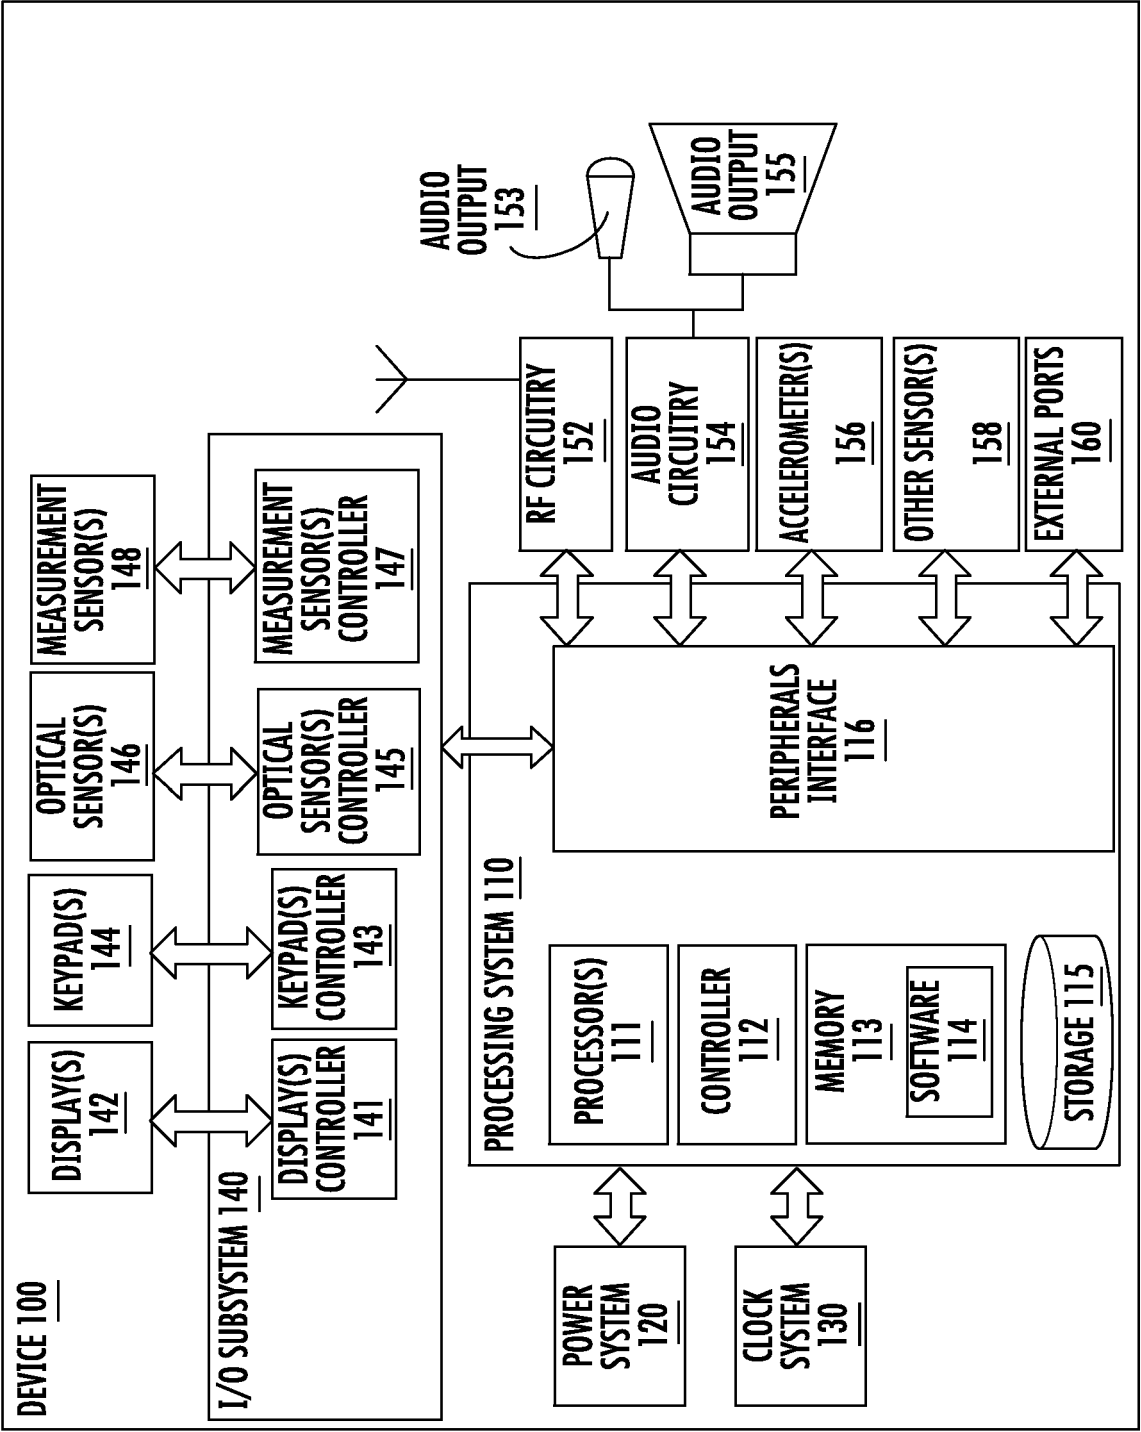 DEVICE 100
DISPLAY(S)
142
KEYPAD(S)
144
OPTICAL
SENSOR(S)
146
MEASUREMENT
SENSOR(S)
148
I/O SUBSYSTEM 140
DISPLAY(S)
CONTROLLER
141
KEYPAD(S)
CONTROLLER
143
OPTICAL
SENSOR(S)
CONTROLLER
145
MEASUREMENT
SENSOR(S)
CONTROLLER
147
AUDIO
OUTPUT
153
AUDIO
OUTPUT
155
POWER
SYSTEM
120
CLOCK
SYSTEM
130
PROCESSING SYSTEM 110
PROCESSOR(S)
111
CONTROLLER
112
MEMORY
113
SOFTWARE
114
STORAGE 115
PERIPHERALS
INTERFACE
116
RF CIRCUITRY
152
AUDIO
CIRCUITRY
154
ACCELEROMETER(S)
156
OTHER SENSOR(S)
158
EXTERNAL PORTS
160